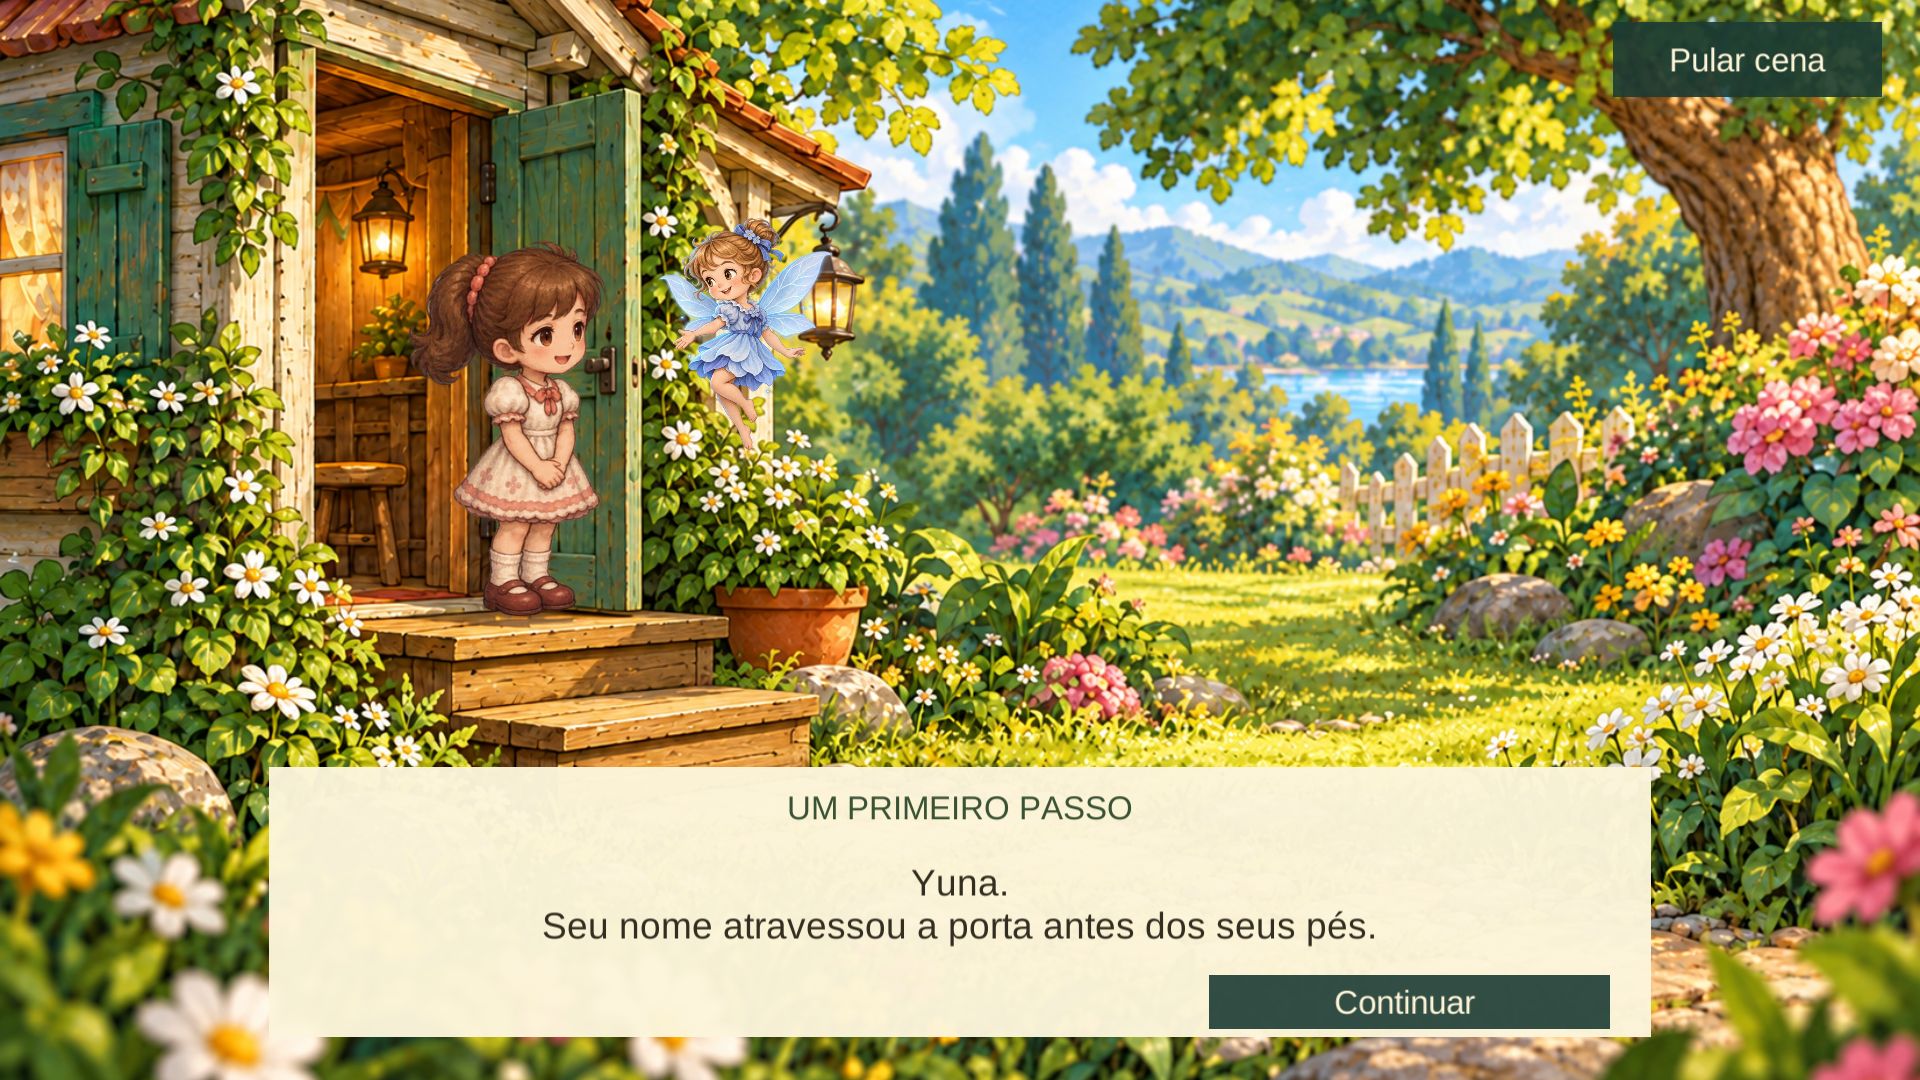 Pular cena
UM PRIMEIRO PASSO
Yuna.
Seu nome atravessou a porta antes dos seus pés.
Continuar